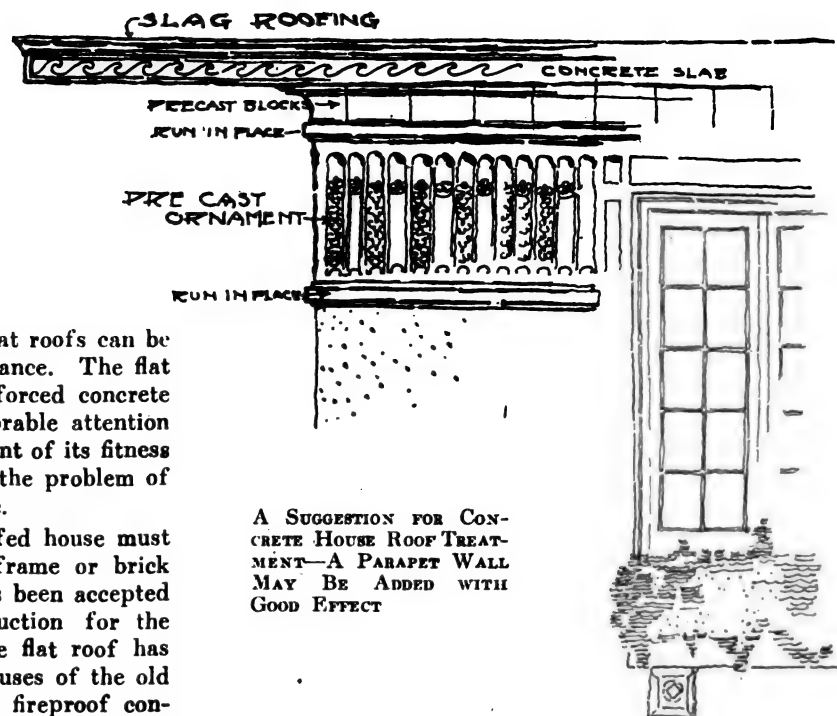 SLAG ROOFING
CONCRETE SLAB
PRECAST BLOCKS
RUN IN PLACE
PRE CAST
ORNAMENT
RUN IN PLACE
at roofs can be
ance. The flat
forced concrete
orable attention
nt of its fitness
the problem of
.
fed house must
frame or brick
s been accepted
uction for the
e flat roof has
uses of the old
fireproof con-
A SUGGESTION FOR CON-
CRETE HOUSE ROOF TREAT-
MENT—A PARAPET WALL
MAY BE ADDED WITH
GOOD EFFECT